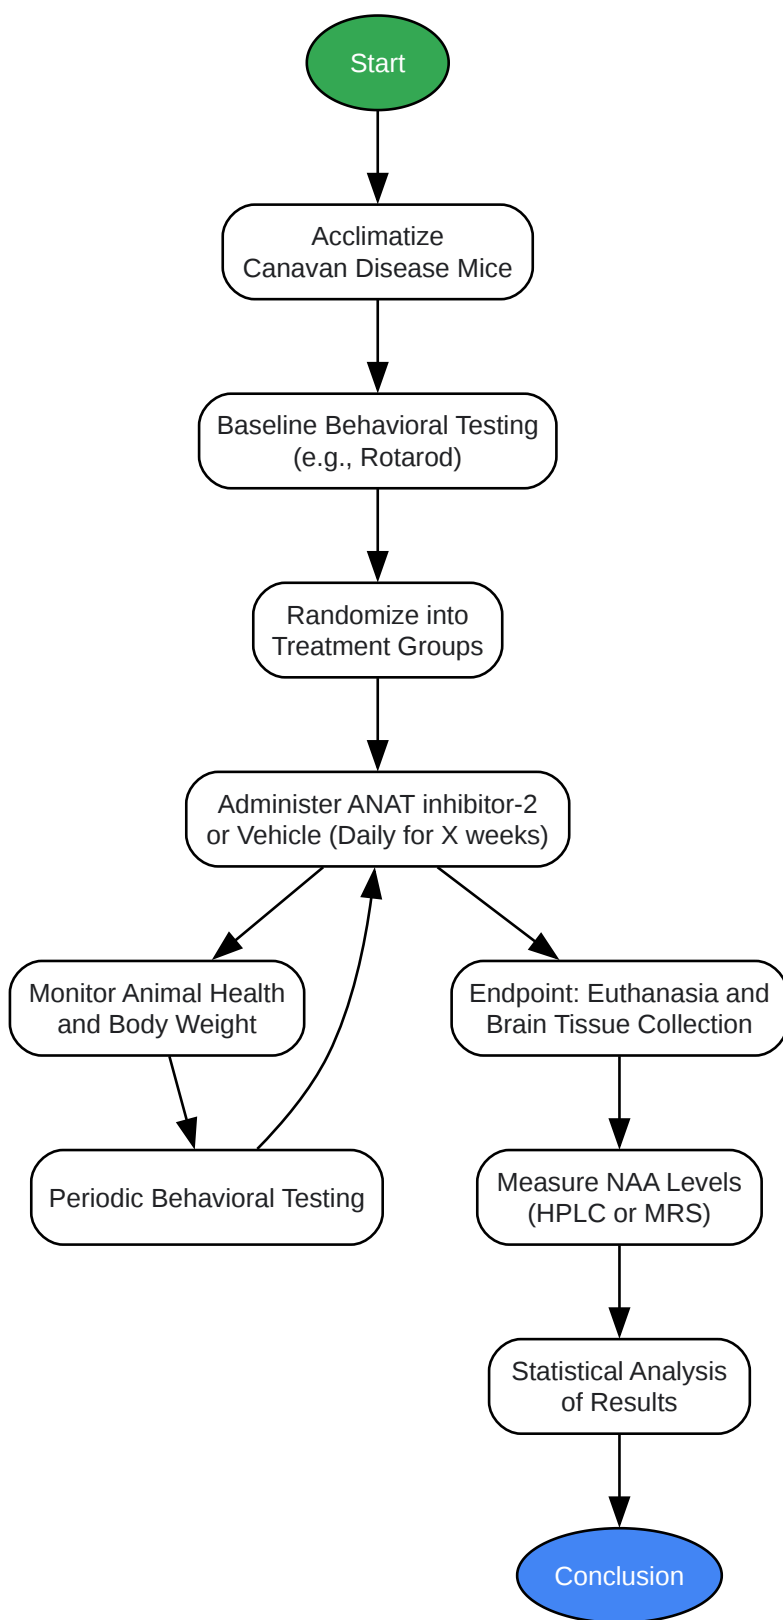 Start
Acclimatize
Canavan Disease Mice
Baseline Behavioral Testing
(e.g., Rotarod)
Randomize into
Treatment Groups
Administer ANAT inhibitor-2
or Vehicle (Daily for X weeks)
Monitor Animal Health
and Body Weight
Endpoint: Euthanasia and
Brain Tissue Collection
Periodic Behavioral Testing
Measure NAA Levels
(HPLC or MRS)
Statistical Analysis
of Results
Conclusion